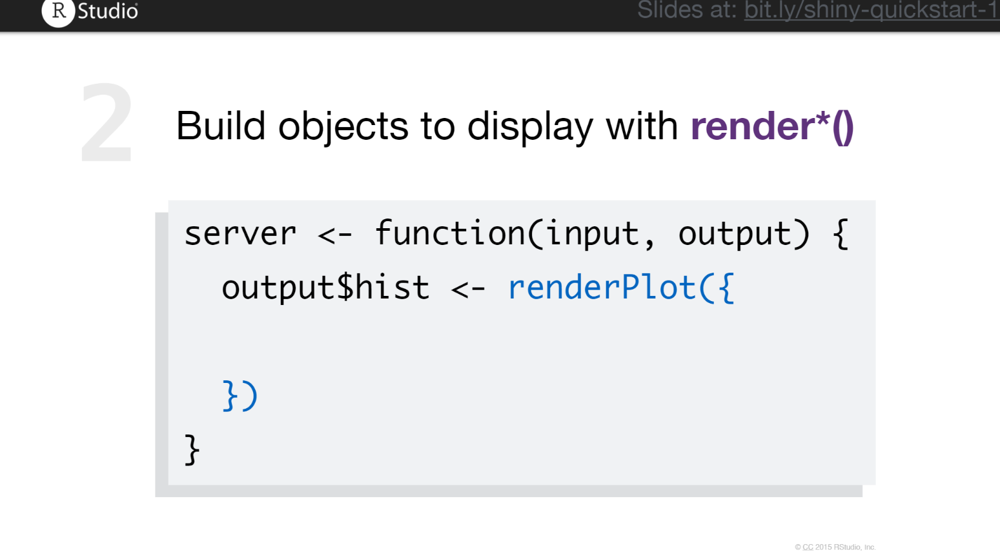 R Studio
Slides at: bit.ly/shiny-quickstart-1
2
Build objects to display with render*()
server <- function(input, output) {
  output$hist <- renderPlot({
  })
}
© CC 2015 RStudio, Inc.